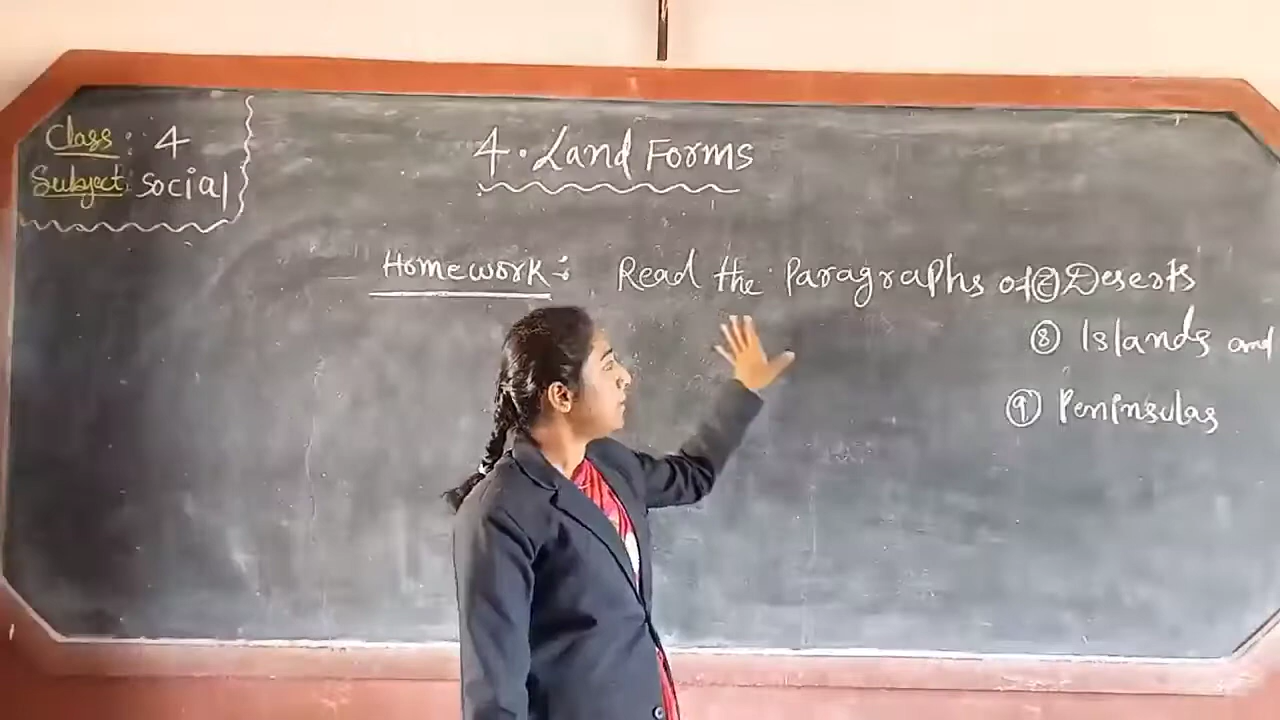 Class : 4
Subject: Social
4. Land Forms
Homework :- Read the Paragraphs of ⑦ Deserts
⑧ Islands and
⑨ Peninsulas